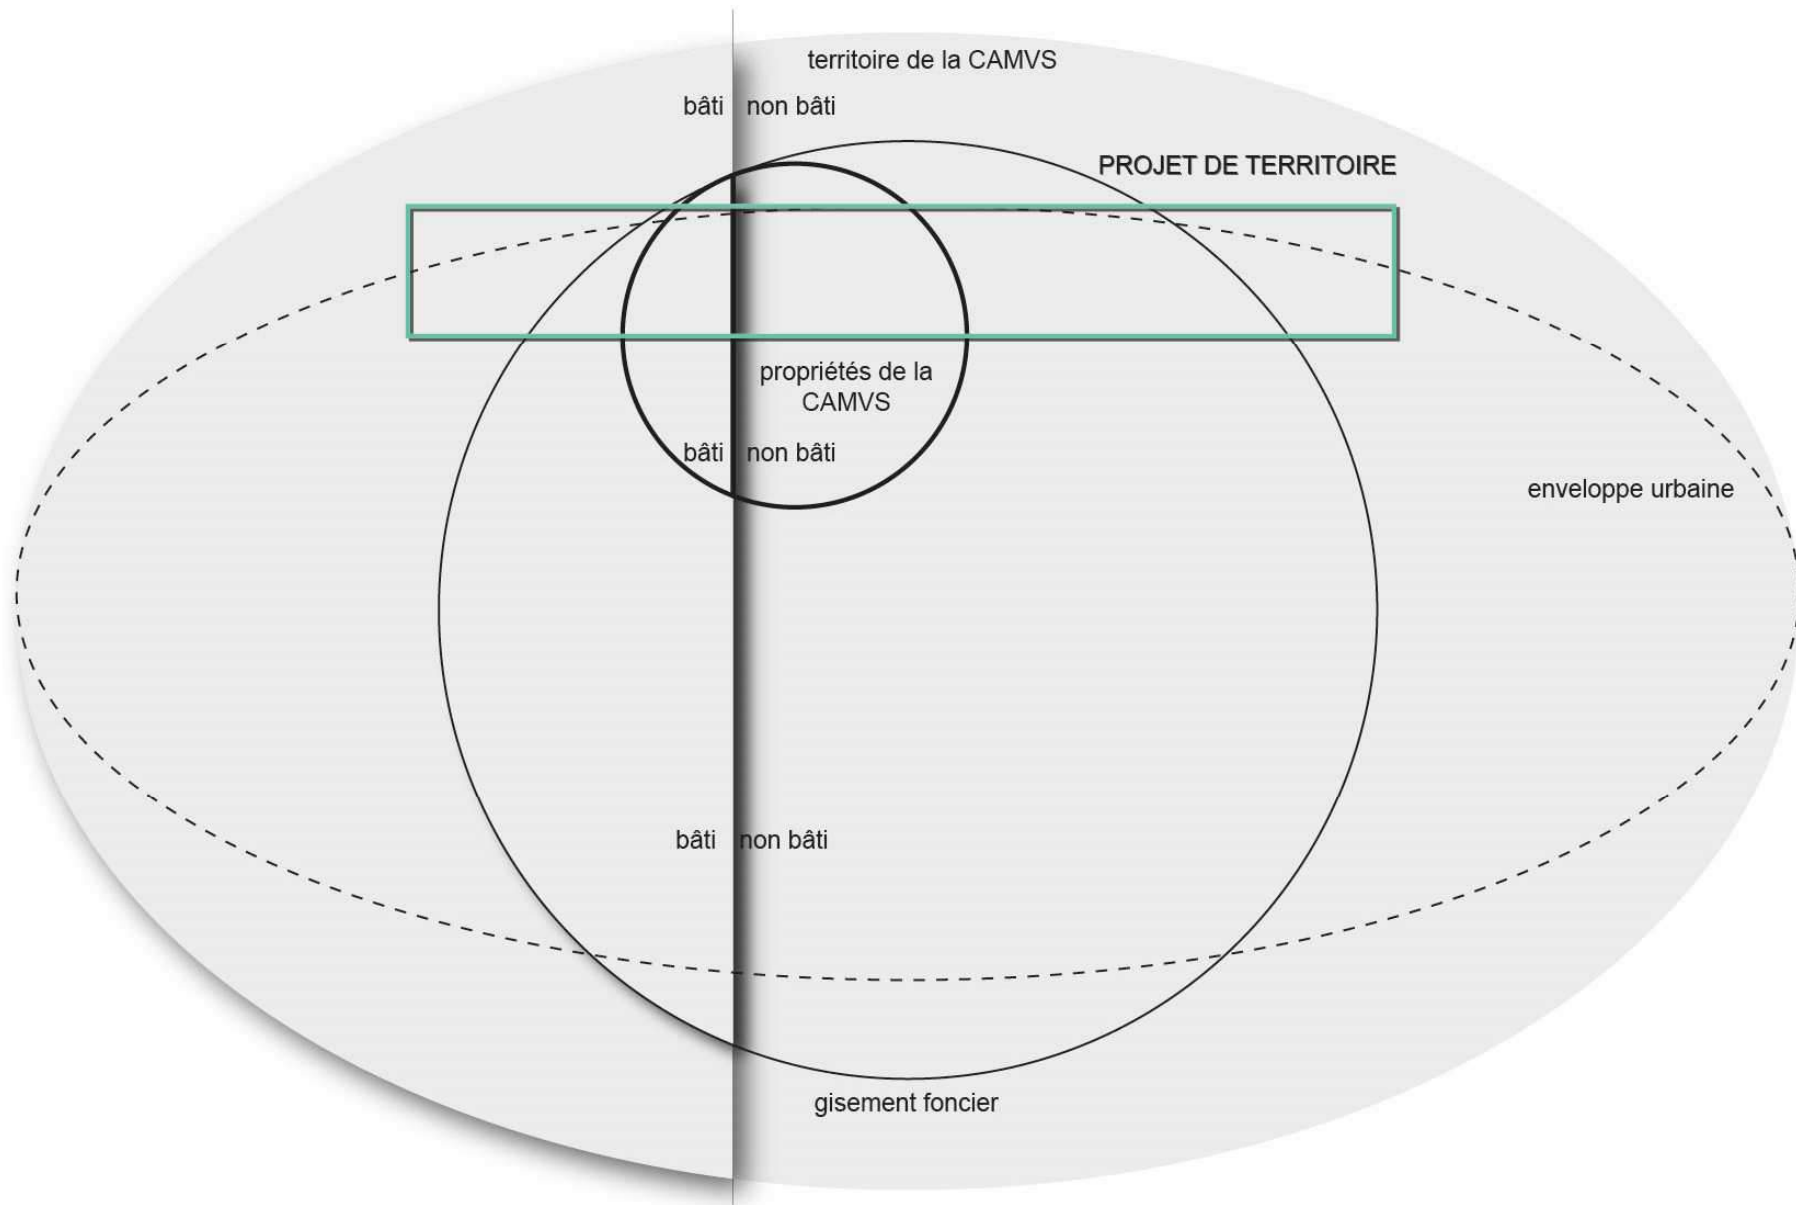 territoire de la CAMVS
bâti non bâti
PROJET DE TERRITOIRE
propriétés de la
CAMVS
bâti non bâti
enveloppe urbaine
bâti non bâti
gisement foncier